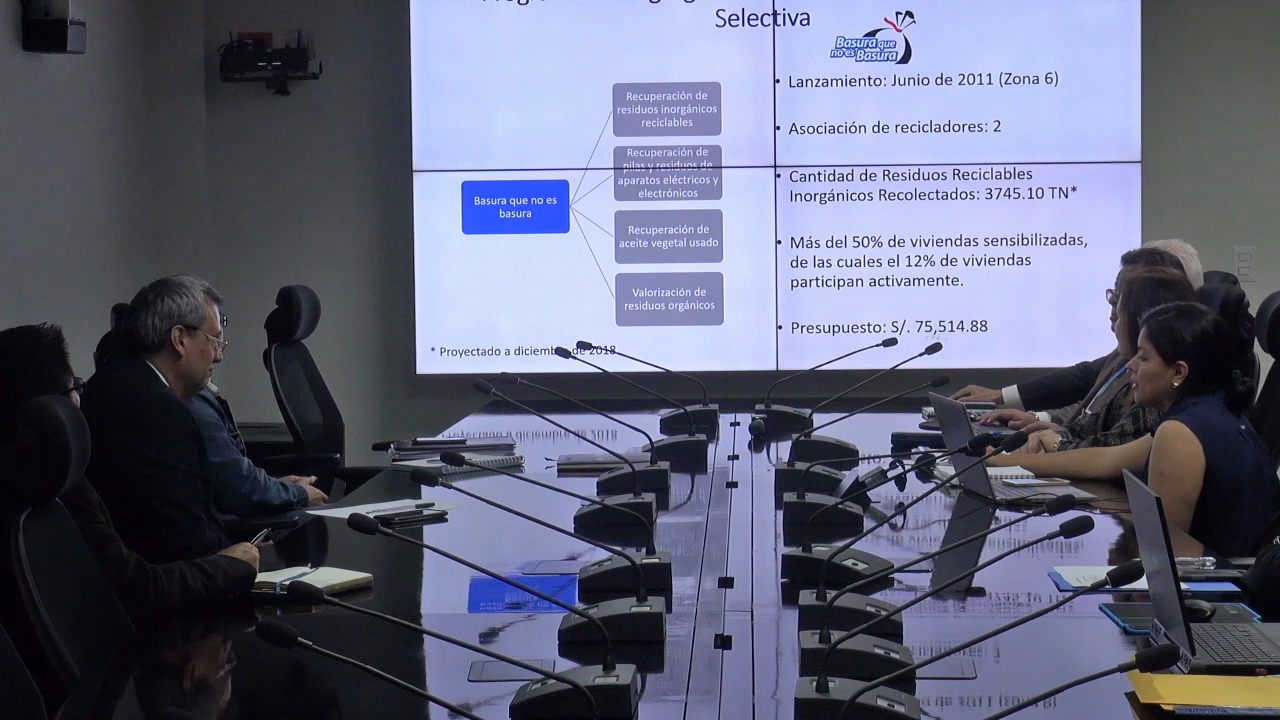 Selectiva
Basura que
no es Basura
Recuperación de
residuos inorgánicos
reciclables
Recuperación de
pilas y residuos de
aparatos eléctricos y
electrónicos
Basura que no es
basura
Recuperación de
aceite vegetal usado
Valorización de
residuos orgánicos
* Proyectado a diciembre de 2018
• Lanzamiento: Junio de 2011 (Zona 6)
• Asociación de recicladores: 2
• Cantidad de Residuos Reciclables
Inorgánicos Recolectados: 3745.10 TN*
• Más del 50% de viviendas sensibilizadas,
de las cuales el 12% de viviendas
participan activamente.
• Presupuesto: S/. 75,514.88